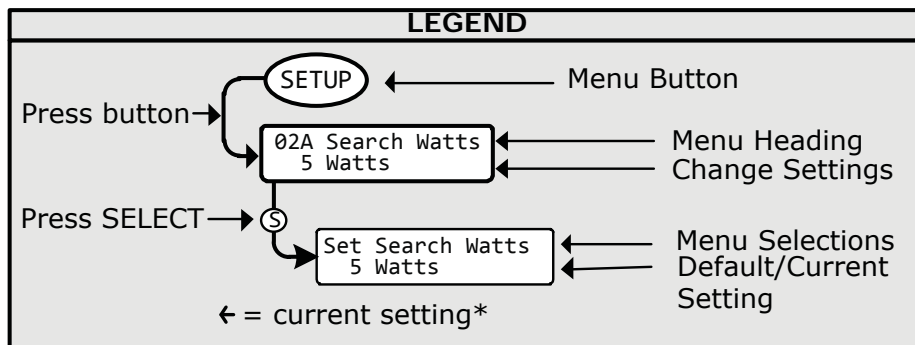 LEGEND
SETUP
Menu Button
Press button
02A Search Watts
5 Watts
Menu Heading
Change Settings
Press SELECT
S
Set Search Watts
5 Watts
Menu Selections
Default/Current
Setting
← = current setting*